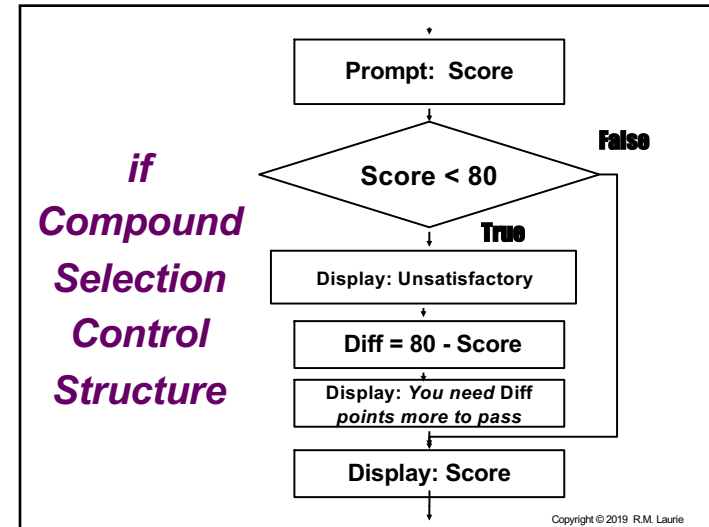 Prompt: Score
False
if
Compound
Selection
Control
Structure
Score < 80
True
Display: Unsatisfactory
Diff = 80 - Score
Display: You need Diff
points more to pass
Display: Score
Copyright © 2019 R.M. Laurie